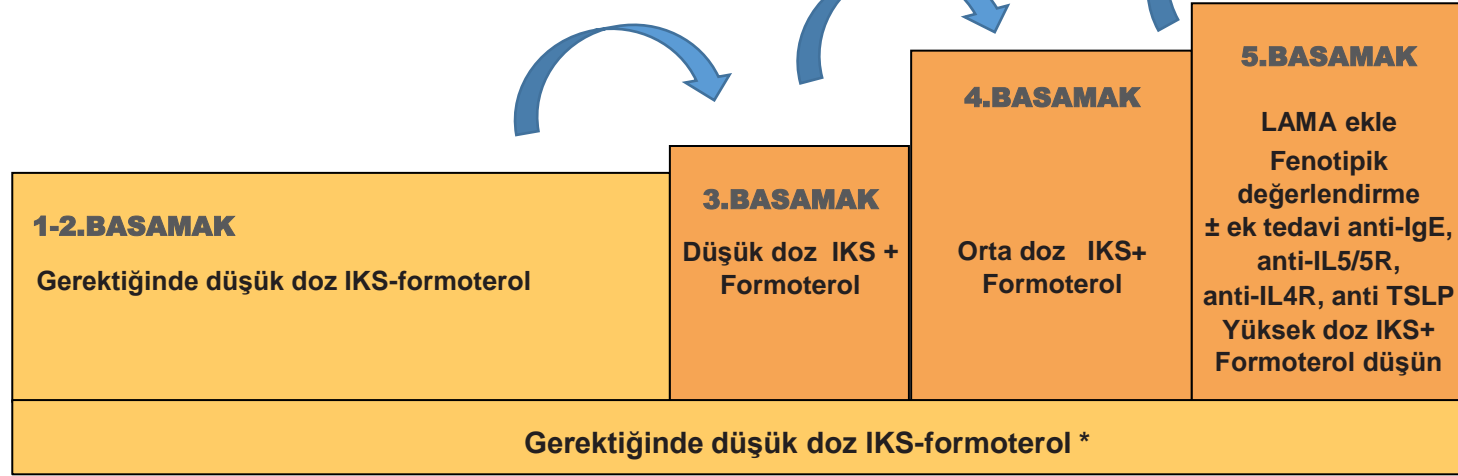 1-2.BASAMAK
Gerektiğinde düşük doz IKS-formoterol
3.BASAMAK
Düşük doz IKS +
Formoterol
4.BASAMAK
Orta doz IKS+
Formoterol
5.BASAMAK
LAMA ekle
Fenotipik
değerlendirme
± ek tedavi anti-IgE,
anti-IL5/5R,
anti-IL4R, anti TSLP
Yüksek doz IKS+
Formoterol düşün
Gerektiğinde düşük doz IKS-formoterol *